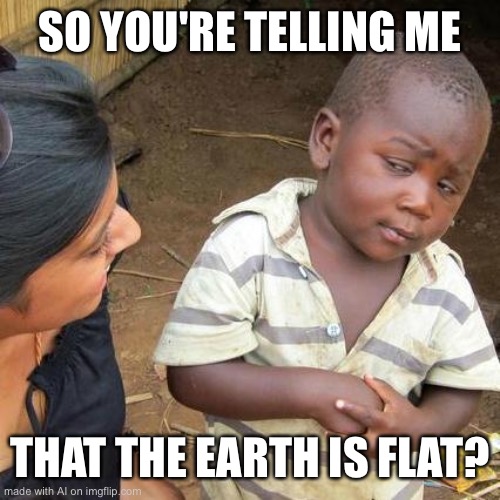 SO YOU'RE TELLING ME
THAT THE EARTH IS FLAT?
made with AI on imgflip.com